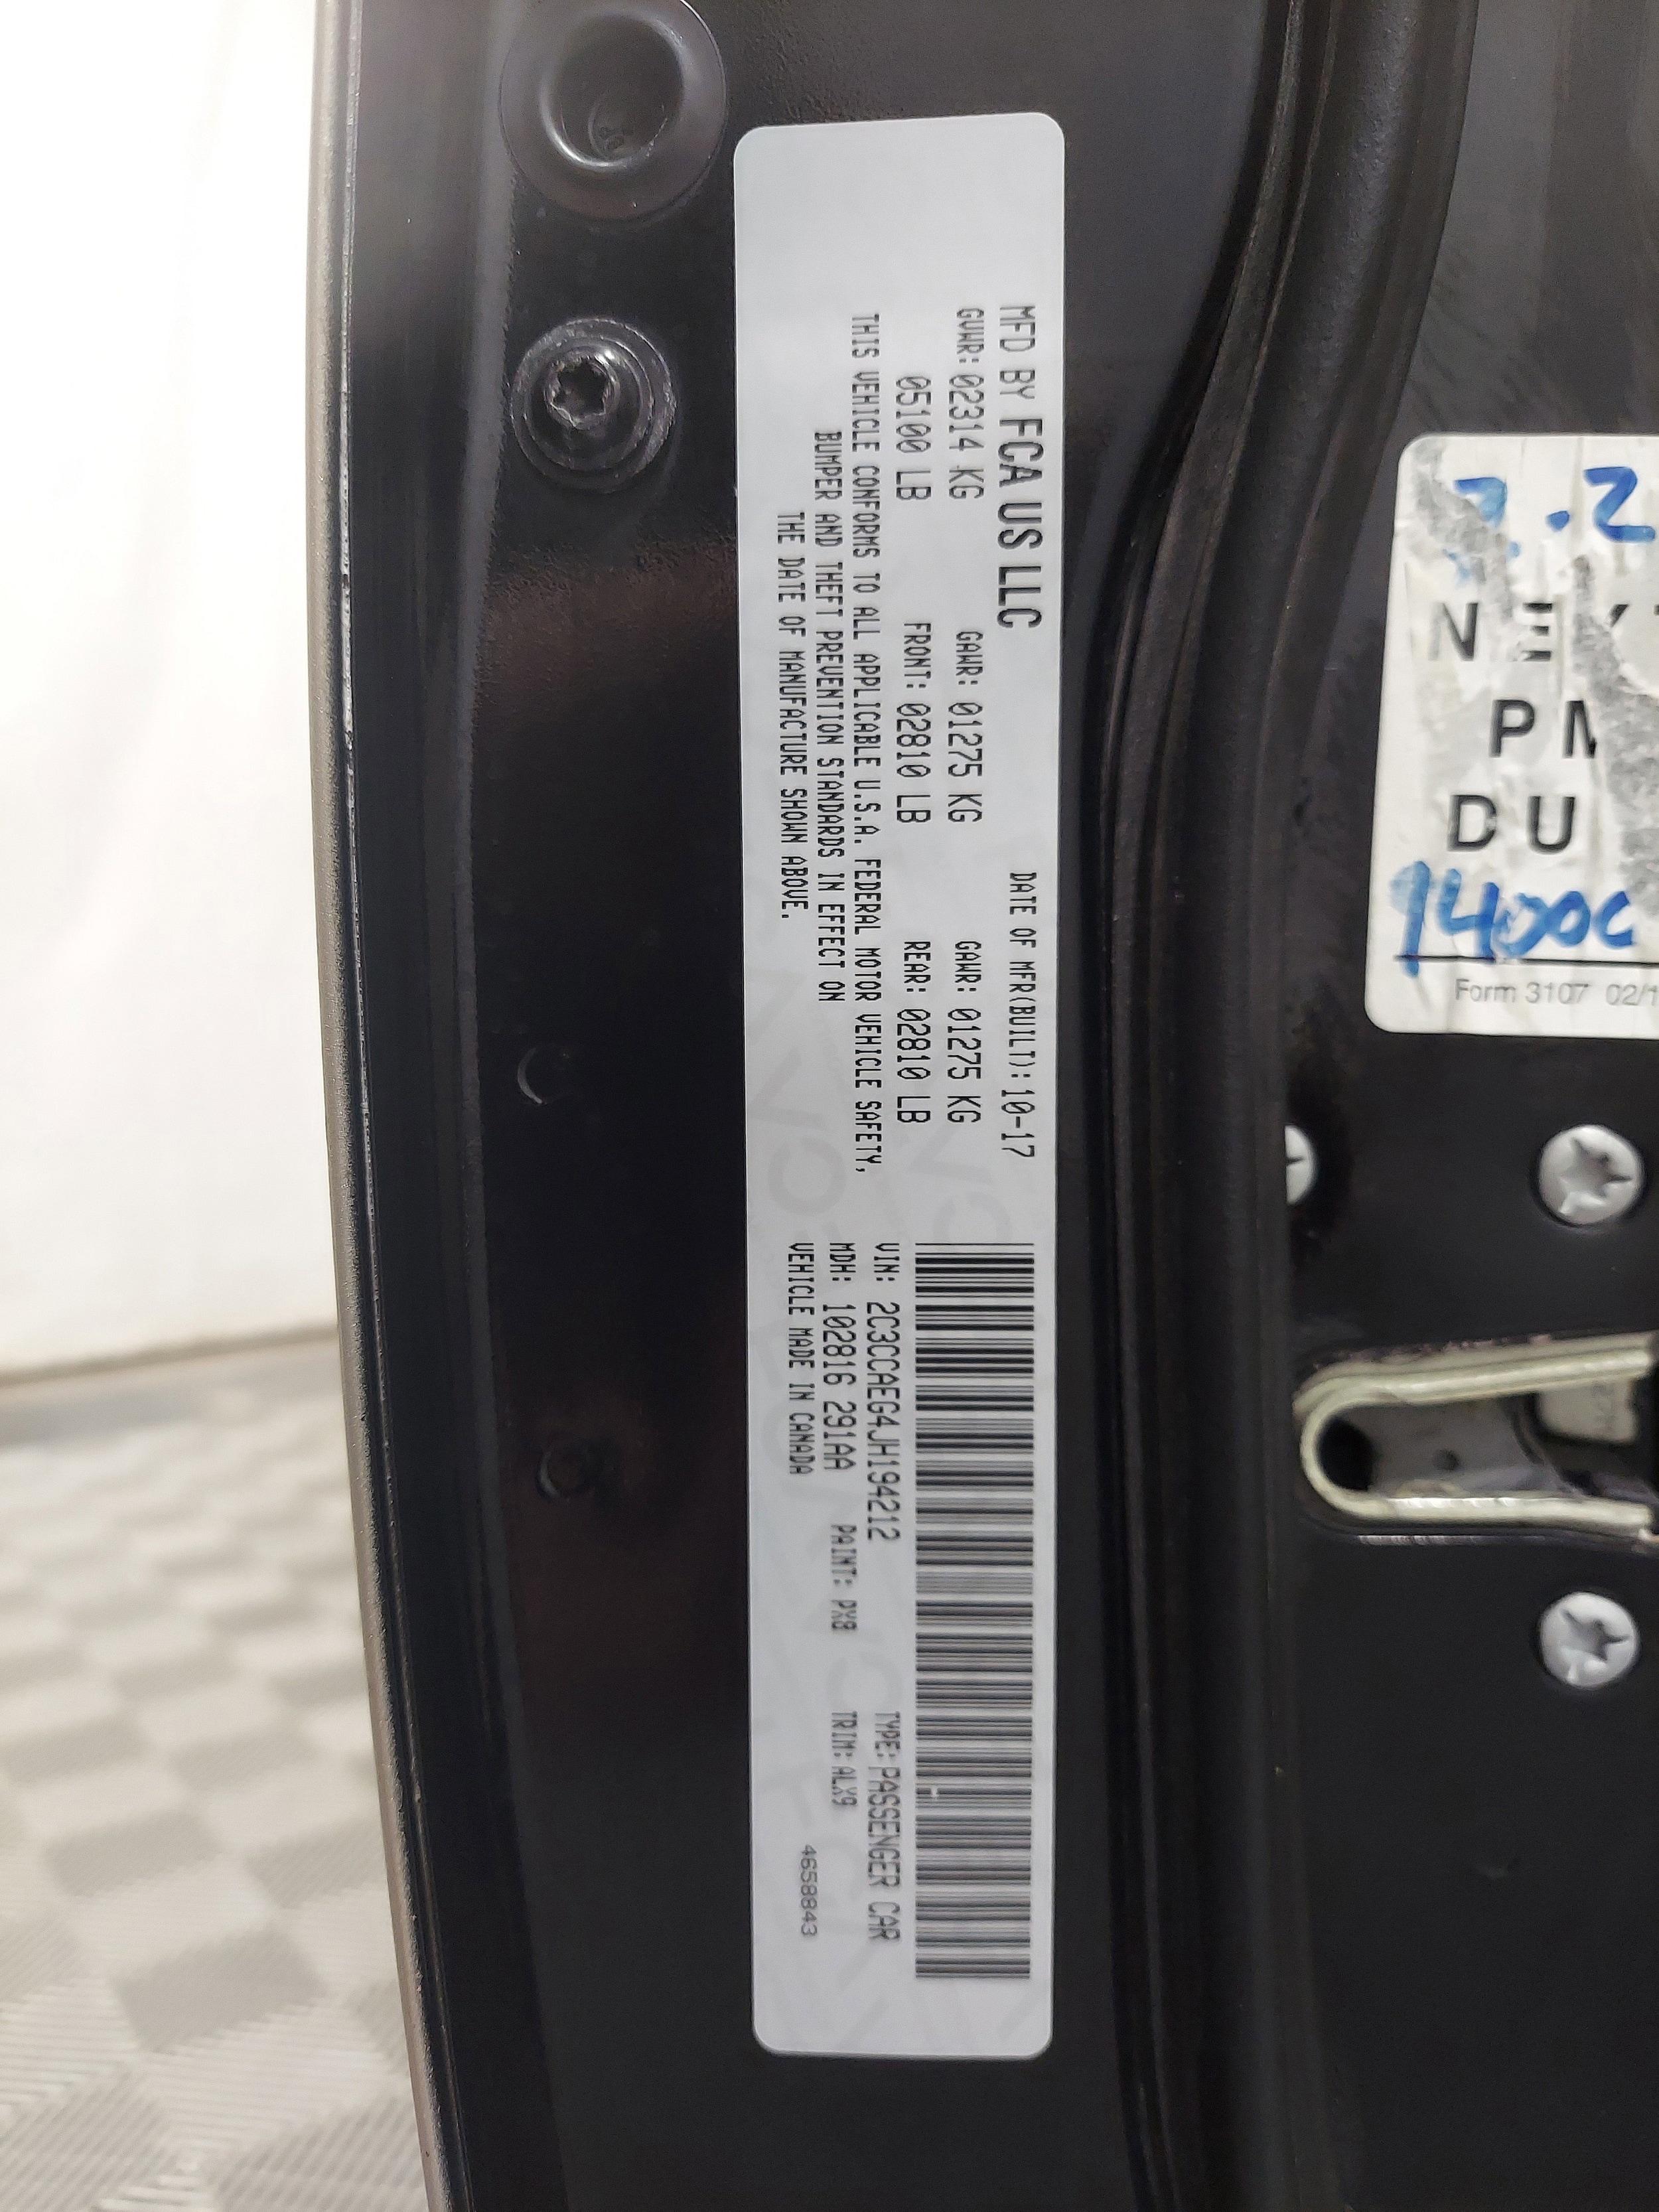 MFD BY FCA US LLC DATE OF MFR(BUILT): 10-17
GVWR: 02314 KG GAWR: 01275 KG GAWR: 01275 KG
05100 LB FRONT: 02810 LB REAR: 02810 LB
THIS VEHICLE CONFORMS TO ALL APPLICABLE U.S.A. FEDERAL MOTOR VEHICLE SAFETY,
BUMPER AND THEFT PREVENTION STANDARDS IN EFFECT ON
THE DATE OF MANUFACTURE SHOWN ABOVE.
VIN: 2C3CCAEG4JH194212 TYPE: PASSENGER CAR
MDH: 102816 291AA PAINT: PX8 TRIM: ALX9
VEHICLE MADE IN CANADA 4658843
DU
Form 3107 02/1